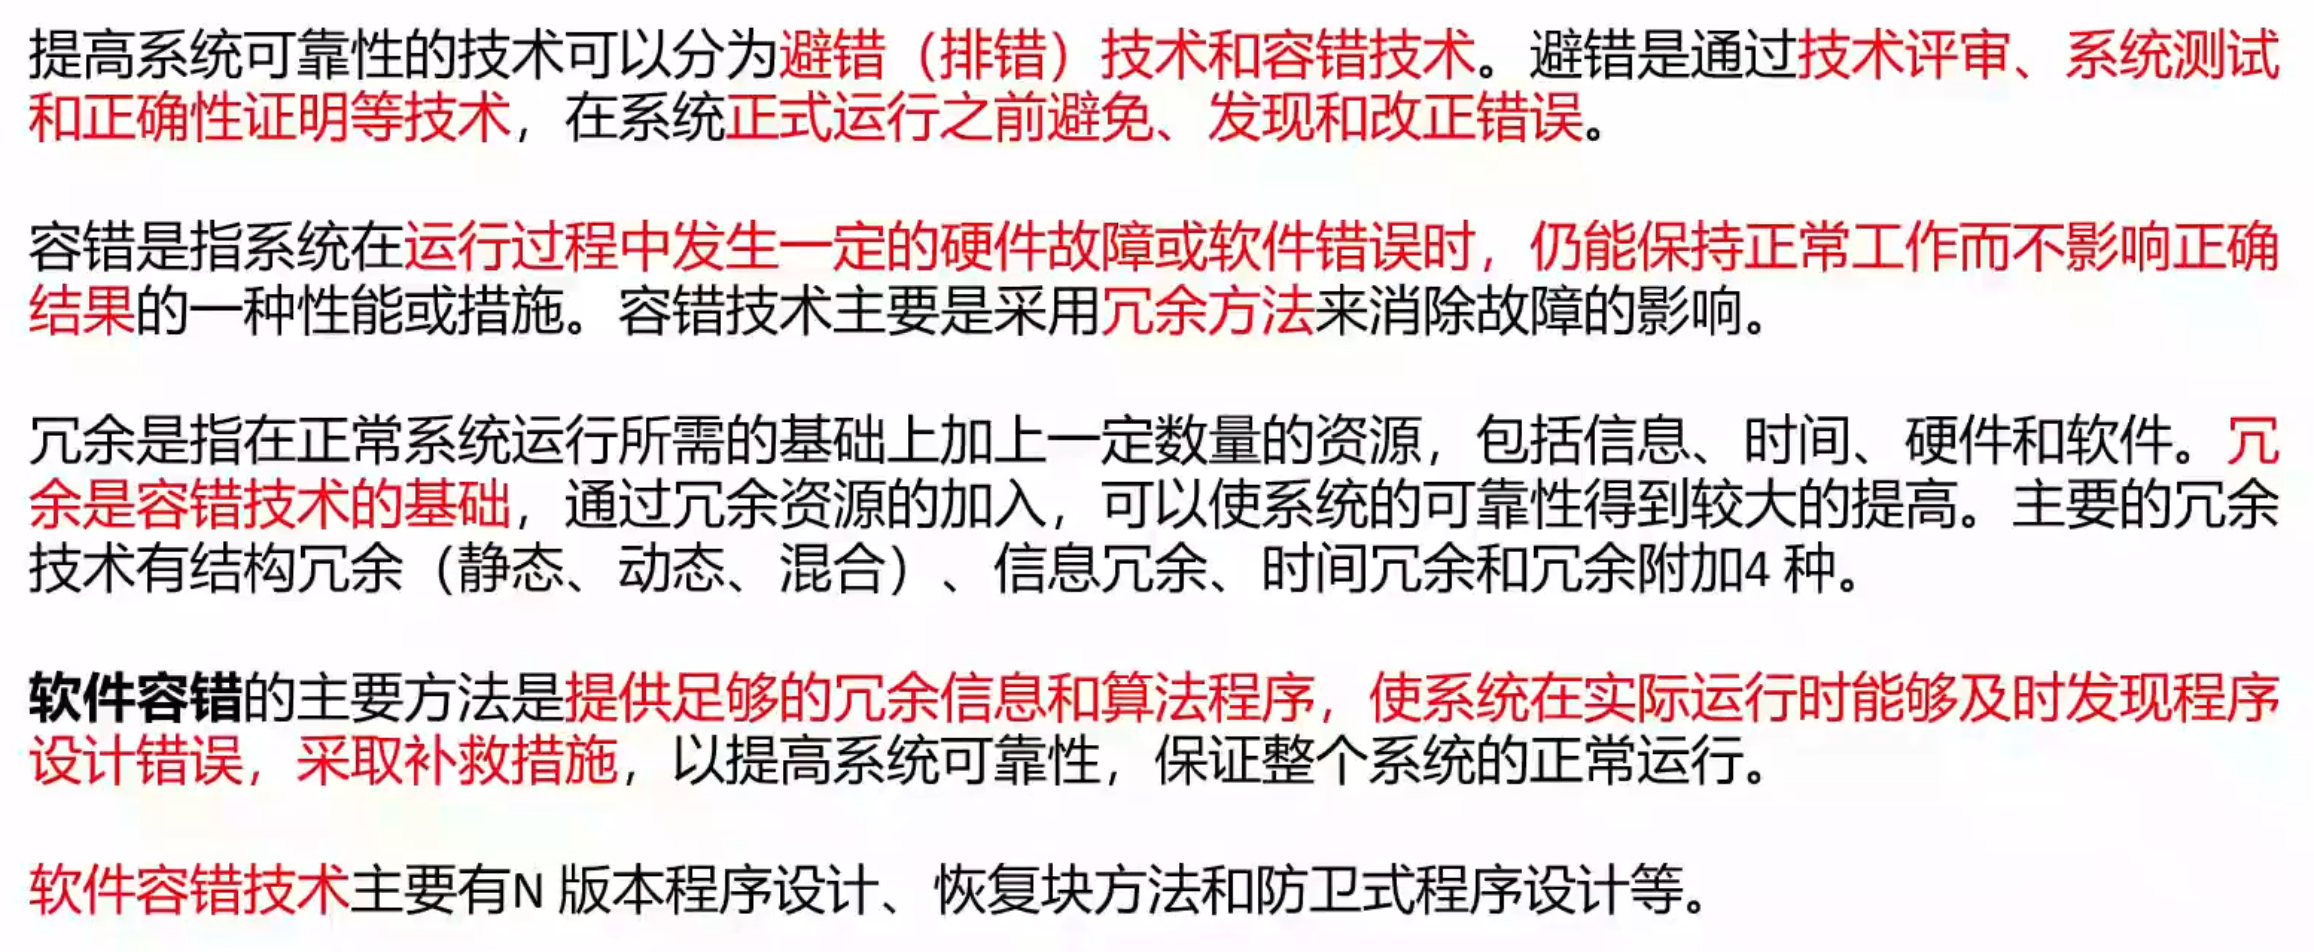 提高系统可靠性的技术可以分为避错（排错）技术和容错技术。避错是通过技术评审、系统测试
和正确性证明等技术，在系统正式运行之前避免、发现和改正错误。
容错是指系统在运行过程中发生一定的硬件故障或软件错误时，仍能保持正常工作而不影响正确
结果的一种性能或措施。容错技术主要是采用冗余方法来消除故障的影响。
冗余是指在正常系统运行所需的基础上加上一定数量的资源，包括信息、时间、硬件和软件。冗
余是容错技术的基础，通过冗余资源的加入，可以使系统的可靠性得到较大的提高。主要的冗余
技术有结构冗余（静态、动态、混合）、信息冗余、时间冗余和冗余附加4 种。
软件容错的主要方法是提供足够的冗余信息和算法程序，使系统在实际运行时能够及时发现程序
设计错误，采取补救措施，以提高系统可靠性，保证整个系统的正常运行。
软件容错技术主要有N 版本程序设计、恢复块方法和防卫式程序设计等。